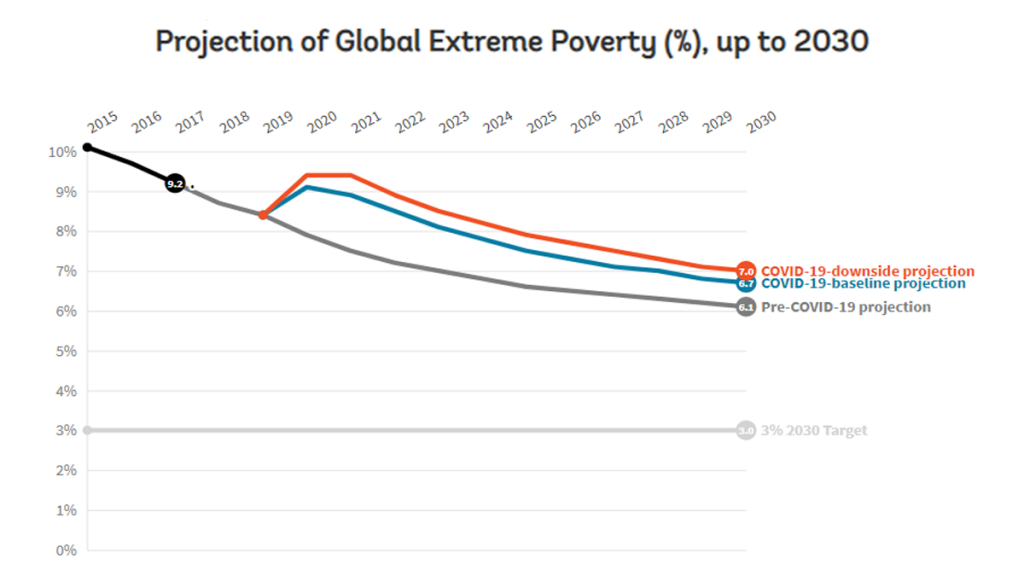 Projection of Global Extreme Poverty (%), up to 2030
2015 2016 2017 2018 2019 2020 2021 2022 2023 2024 2025 2026 2027 2028 2029 2030
10%
9%
9.2
8%
7%
7.0 COVID-19-downside projection
6.7 COVID-19-baseline projection
6%
6.1 Pre-COVID-19 projection
5%
4%
3%
3.0 3% 2030 Target
2%
1%
0%